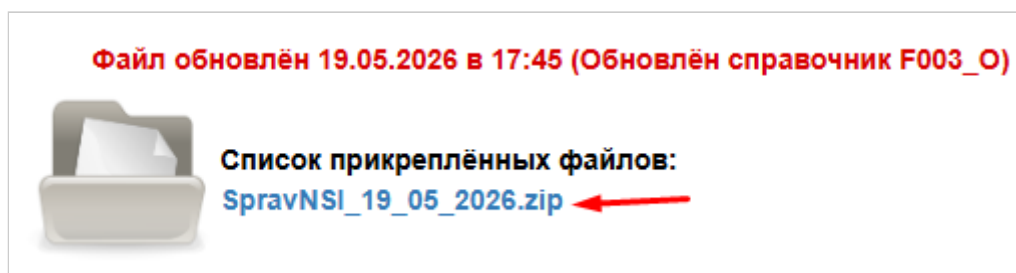 Файл обновлён 19.05.2026 в 17:45 (Обновлён справочник F003_O)
Список прикреплённых файлов:
SpravNSI_19_05_2026.zip